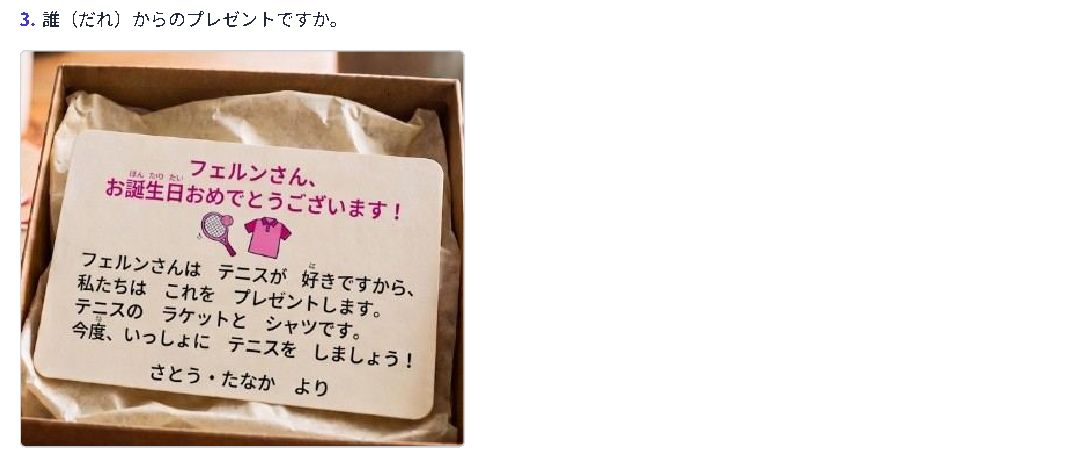 3. 誰（だれ）からのプレゼントですか。
フェルンさん、
お誕生日おめでとうございます！
フェルンさんは　テニスが　好きですから、
私たちは　これを　プレゼントします。
テニスの　ラケットと　シャツです。
今度、いっしょに　テニスを　しましょう！
さとう・たなか　より